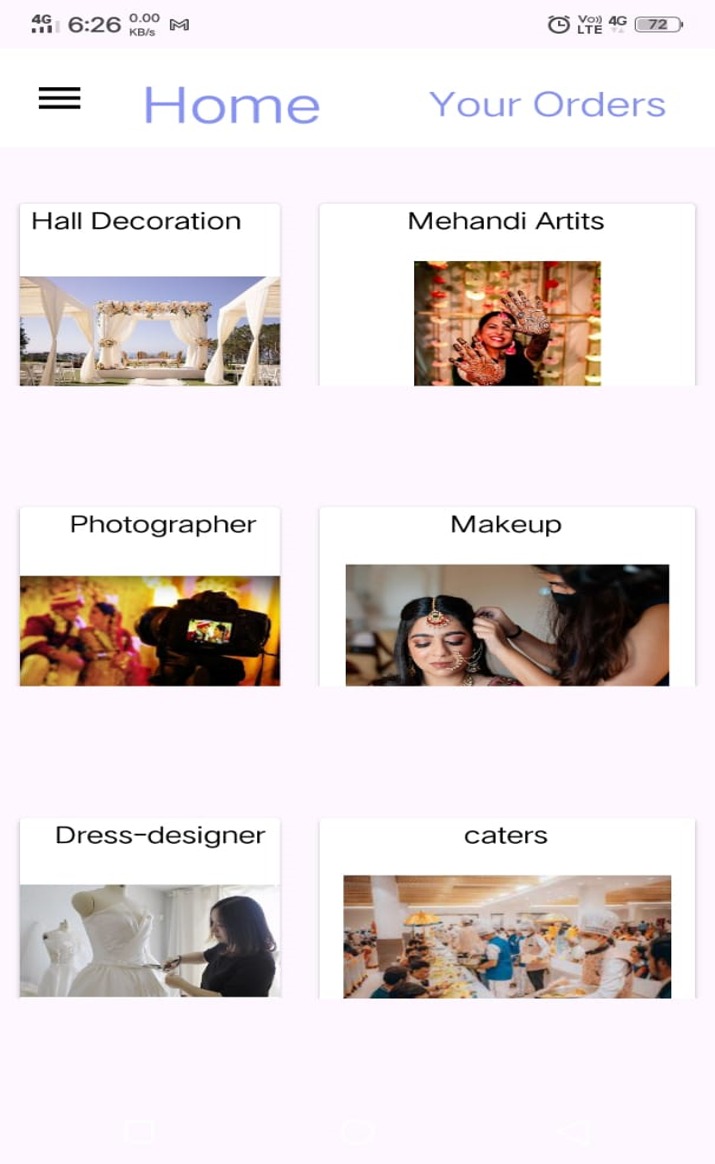 4G 6:26 0.00 KB/s Vo)) LTE 4G 72
Home Your Orders
Hall Decoration Mehandi Artits
Photographer Makeup
Dress-designer caters